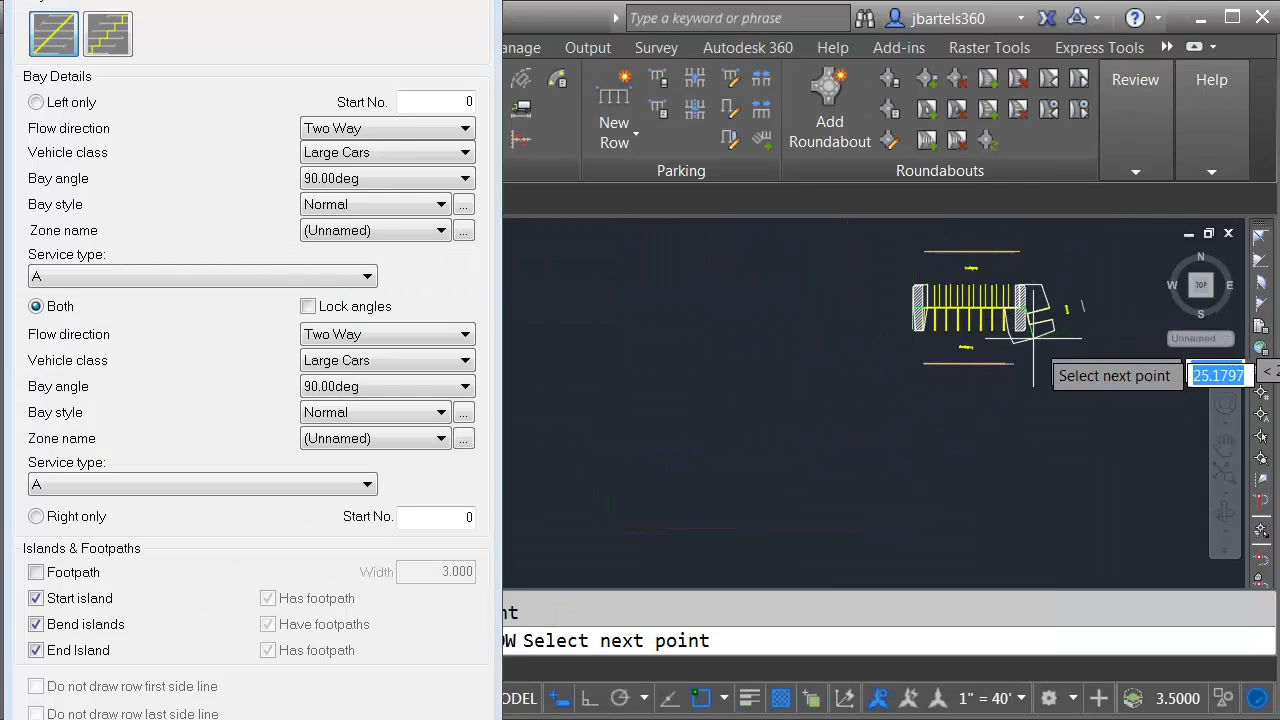 Type a keyword or phrase
jbartels360
anage Output Survey Autodesk 360 Help Add-ins Raster Tools Express Tools
New
Row
Add
Roundabout
Review
Help
Parking
Roundabouts
Bay Details
Left only Start No. 0
Flow direction Two Way
Vehicle class Large Cars
Bay angle 90.00deg
Bay style Normal ...
Zone name (Unnamed) ...
Service type:
A
Both Lock angles
Flow direction Two Way
Vehicle class Large Cars
Bay angle 90.00deg
Bay style Normal ...
Zone name (Unnamed) ...
Service type:
A
Right only Start No. 0
Islands & Footpaths
Footpath Width 3.000
Start island Has footpath
Bend islands Have footpaths
End Island Has footpath
Do not draw row first side line
Do not draw row last side line
N
W TOP E
S
Unnamed
Select next point 25.1797 < 2
nt
OW Select next point
ODEL 1" = 40' 3.5000